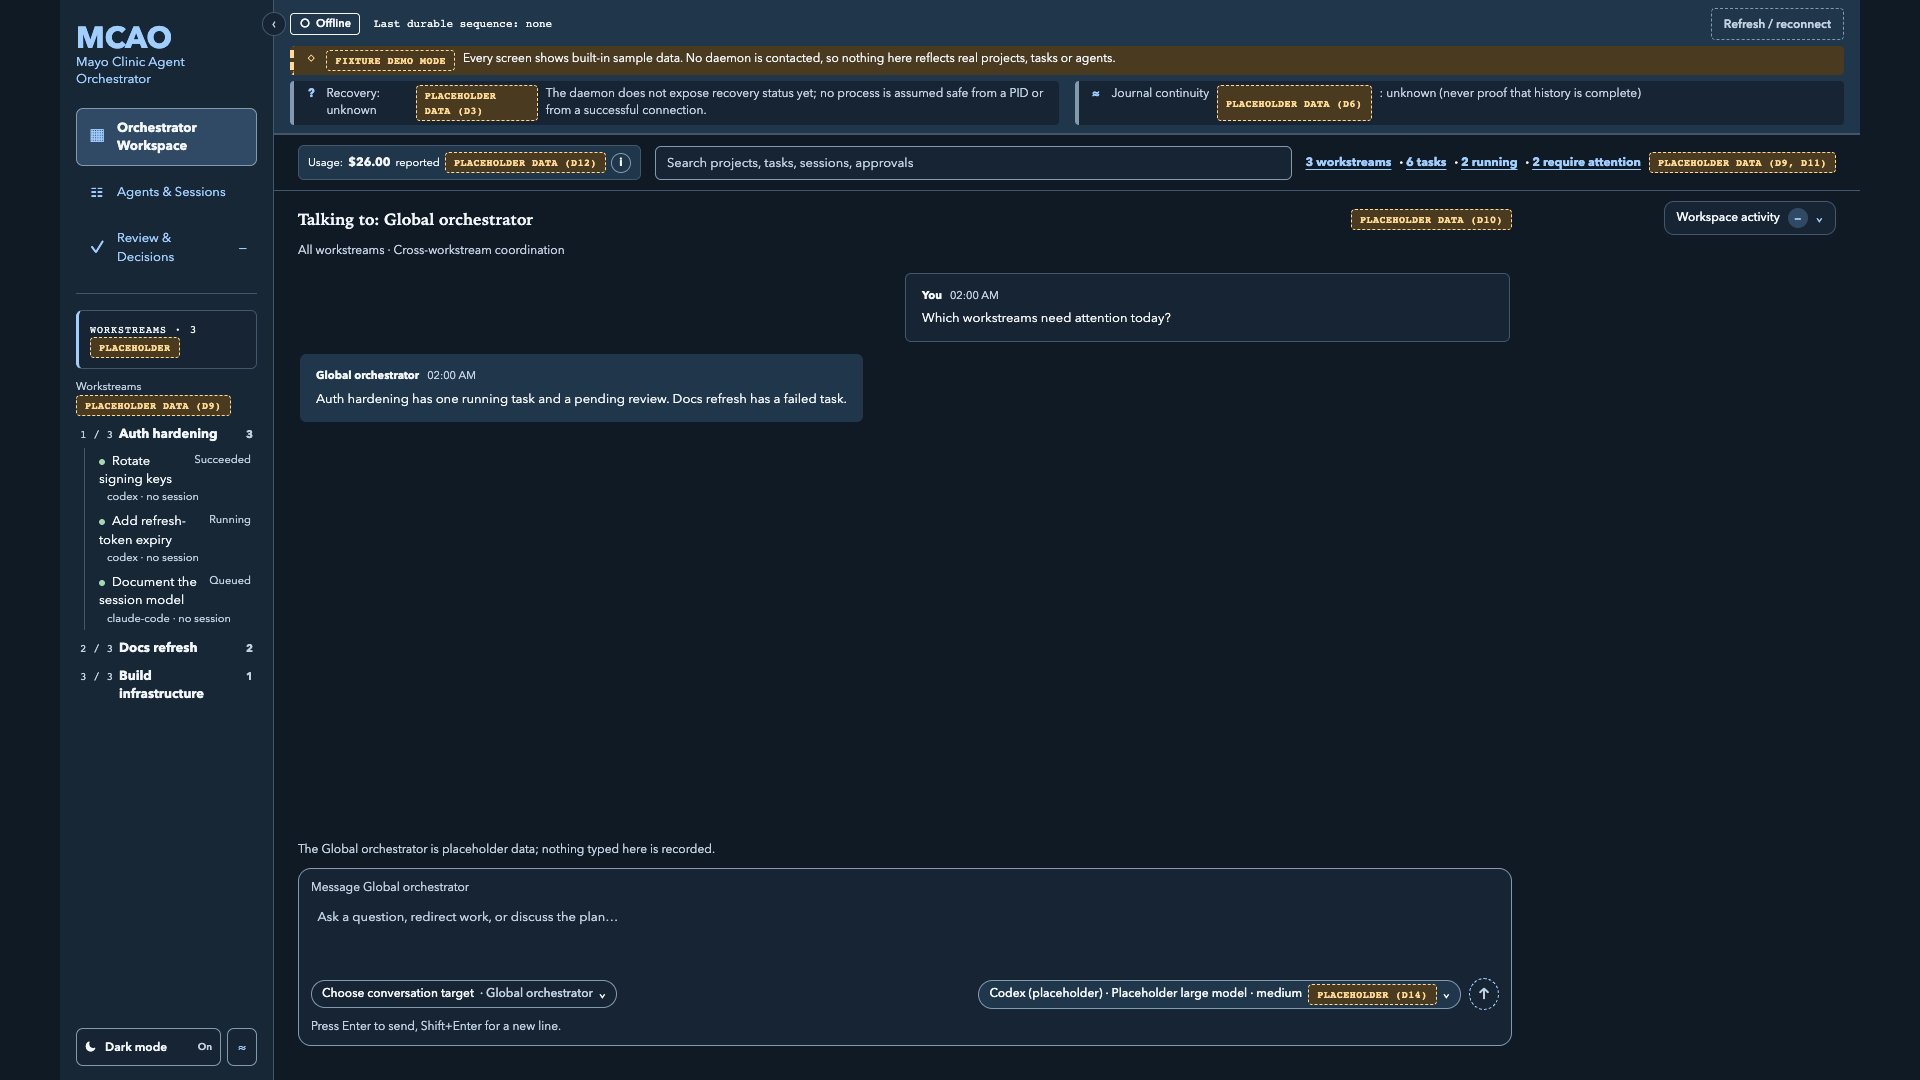 MCAO
Mayo Clinic Agent
Orchestrator
Orchestrator
Workspace
Agents & Sessions
Review &
Decisions
–
WORKSTREAMS · 3
PLACEHOLDER
Workstreams
PLACEHOLDER DATA (D9)
1 / 3 Auth hardening 3
Rotate Succeeded
signing keys
codex · no session
Add refresh- Running
token expiry
codex · no session
Document the Queued
session model
claude-code · no session
2 / 3 Docs refresh 2
3 / 3 Build 1
infrastructure
Dark mode On
≈
‹
Offline Last durable sequence: none
Refresh / reconnect
◇ FIXTURE DEMO MODE Every screen shows built-in sample data. No daemon is contacted, so nothing here reflects real projects, tasks or agents.
? Recovery: PLACEHOLDER The daemon does not expose recovery status yet; no process is assumed safe from a PID or
unknown DATA (D3) from a successful connection.
≈ Journal continuity PLACEHOLDER DATA (D6) : unknown (never proof that history is complete)
Usage: $26.00 reported PLACEHOLDER DATA (D12) i
Search projects, tasks, sessions, approvals
3 workstreams · 6 tasks · 2 running · 2 require attention PLACEHOLDER DATA (D9, D11)
Talking to: Global orchestrator
PLACEHOLDER DATA (D10)
Workspace activity –
All workstreams · Cross-workstream coordination
You 02:00 AM
Which workstreams need attention today?
Global orchestrator 02:00 AM
Auth hardening has one running task and a pending review. Docs refresh has a failed task.
The Global orchestrator is placeholder data; nothing typed here is recorded.
Message Global orchestrator
Ask a question, redirect work, or discuss the plan…
Choose conversation target · Global orchestrator
Codex (placeholder) · Placeholder large model · medium PLACEHOLDER (D14)
Press Enter to send, Shift+Enter for a new line.